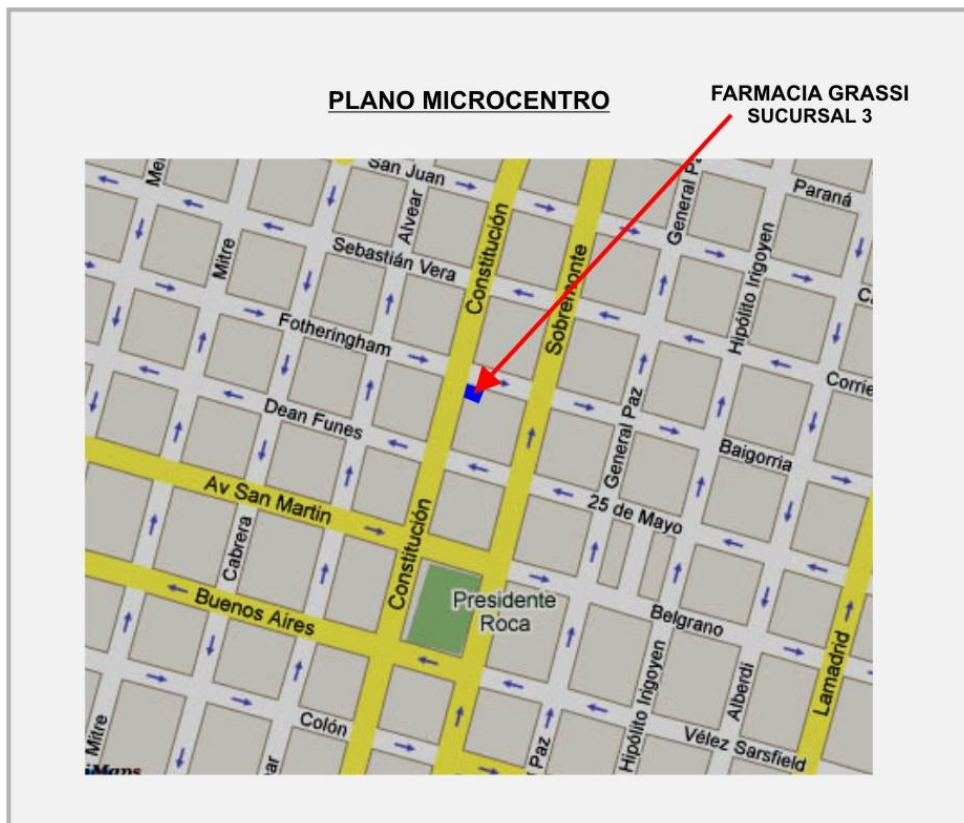 PLANO MICROCENTRO
FARMACIA GRASSI
SUCURSAL 3
San Juan
Alvear
Constitución
Sobremonte
General Pa
Hipólito Irigoyen
Paraná
Mitre
Sebastián Vera
Fotheringham
Corrie
Dean Funes
General Paz
Baigorria
Av San Martin
25 de Mayo
Cabrera
Constitución
Buenos Aires
Presidente
Roca
Belgrano
Hipólito Irigoyen
Alberdi
Lamadrid
Colón
Vélez Sarsfield
Mitre
Paz